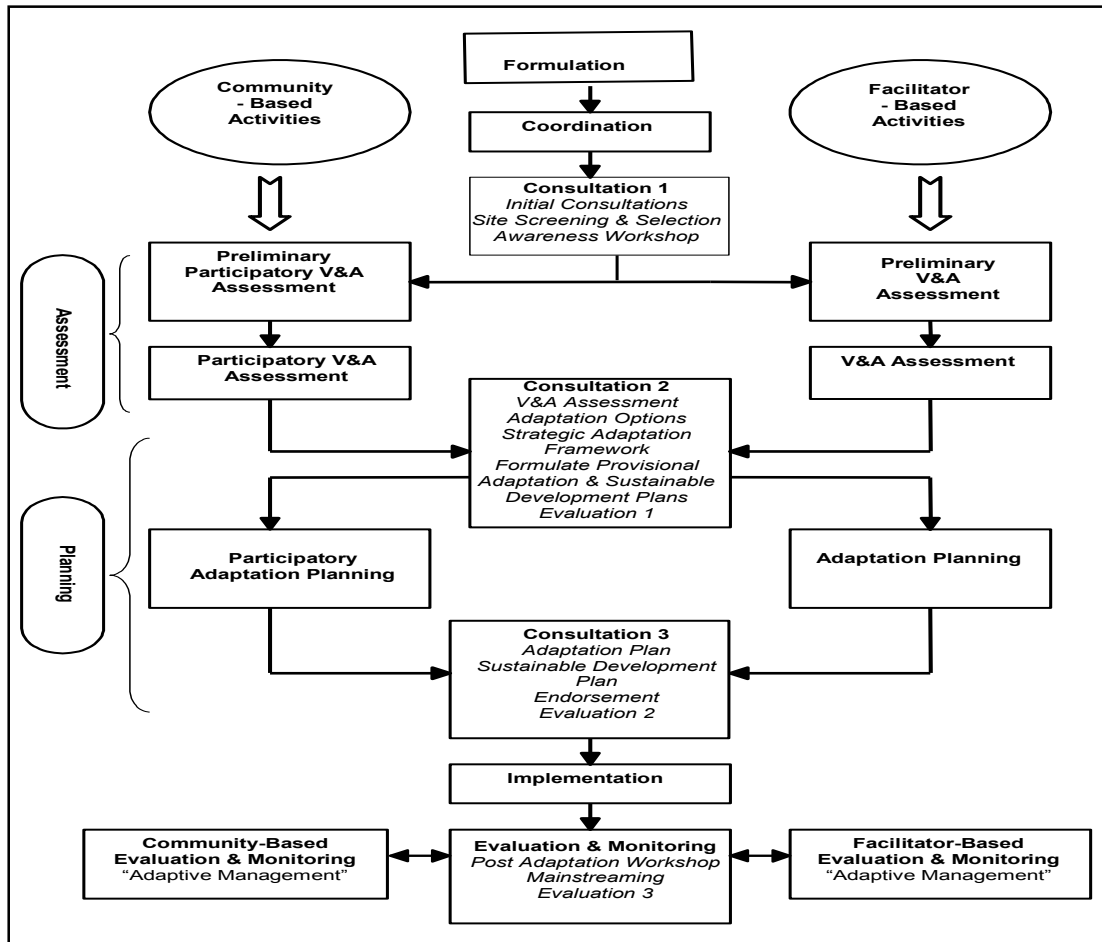 Formulation
Community
- Based
Activities
Facilitator
- Based
Activities
Coordination
Consultation 1
Initial Consultations
Site Screening & Selection
Awareness Workshop
Preliminary
Participatory V&A
Assessment
Preliminary
V&A
Assessment
Assessment
Participatory V&A
Assessment
V&A Assessment
Consultation 2
V&A Assessment
Adaptation Options
Strategic Adaptation
Framework
Formulate Provisional
Adaptation & Sustainable
Development Plans
Evaluation 1
Planning
Participatory
Adaptation Planning
Adaptation Planning
Consultation 3
Adaptation Plan
Sustainable Development
Plan
Endorsement
Evaluation 2
Implementation
Community-Based
Evaluation & Monitoring
“Adaptive Management”
Evaluation & Monitoring
Post Adaptation Workshop
Mainstreaming
Evaluation 3
Facilitator-Based
Evaluation & Monitoring
“Adaptive Management”